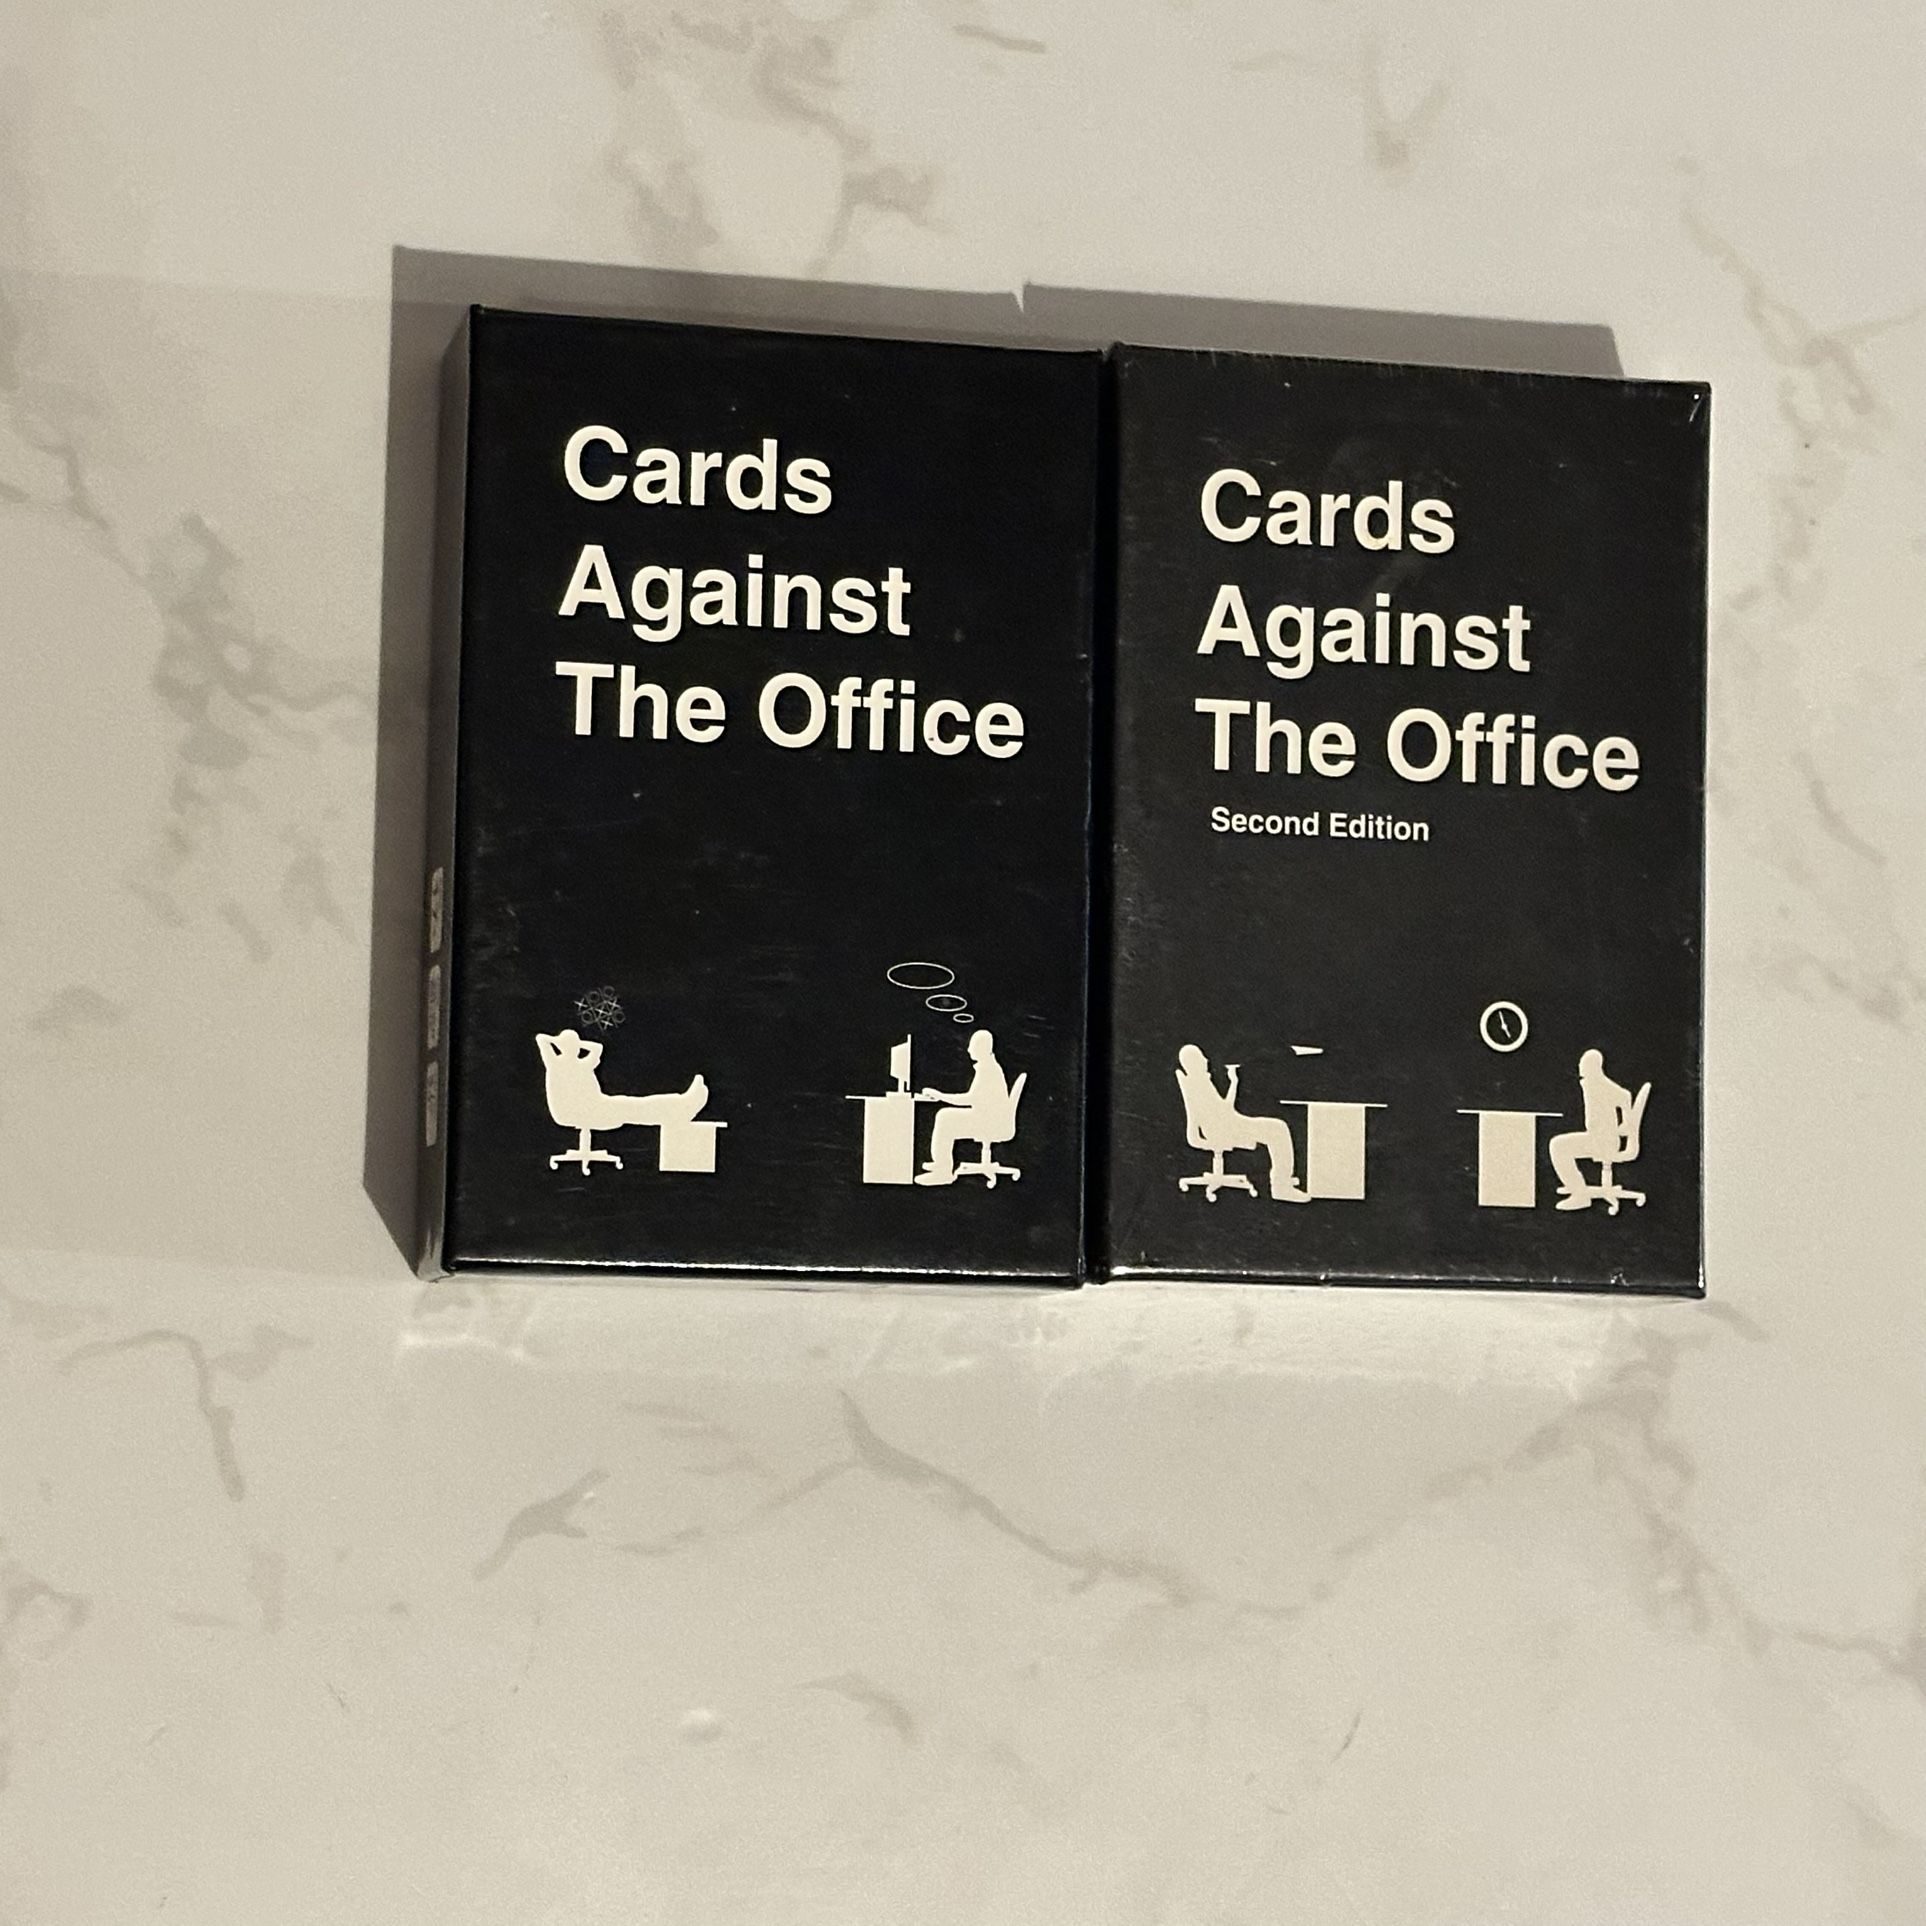 Cards
Against
The Office
Cards
Against
The Office
Second Edition